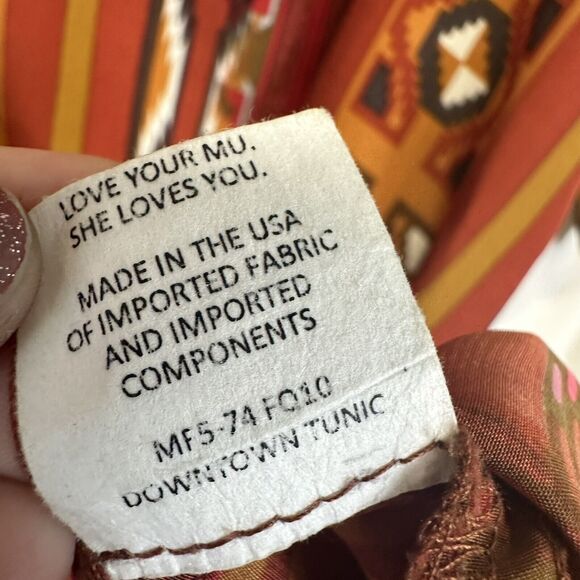 LOVE YOUR MU.
SHE LOVES YOU.
MADE IN THE USA
OF IMPORTED FABRIC
AND IMPORTED
COMPONENTS
MF5-74 FO10
DOWNTOWN TUNIC